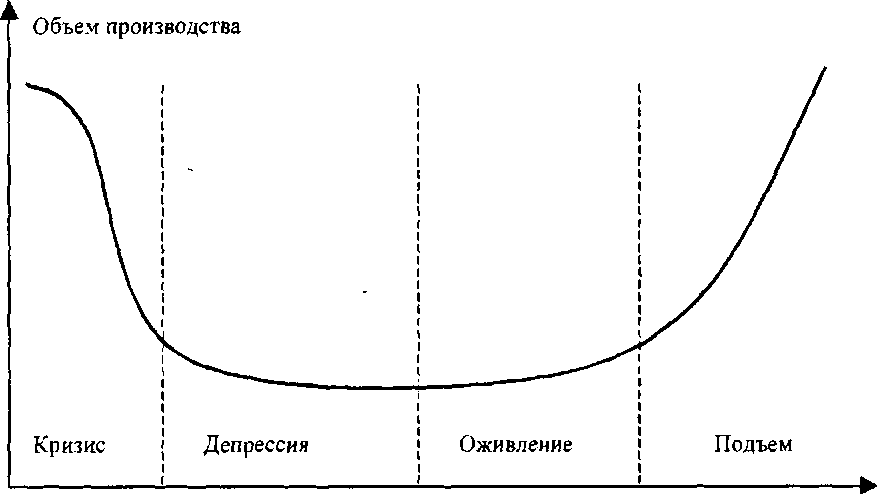 Объем производства
Кризис
Депрессия
Оживление
Подъем